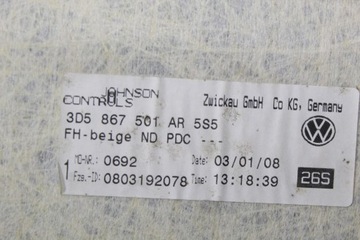 JOHNSON
CONTROLS
Zwickau GmbH Co KG, Germany
3D5 867 501 AR 5S5
FH-beige ND PDC ---
1 MO-NR.: 0692 Date: 03/01/08
Fzg.-ID: 0803192078 Time: 13:18:39
265